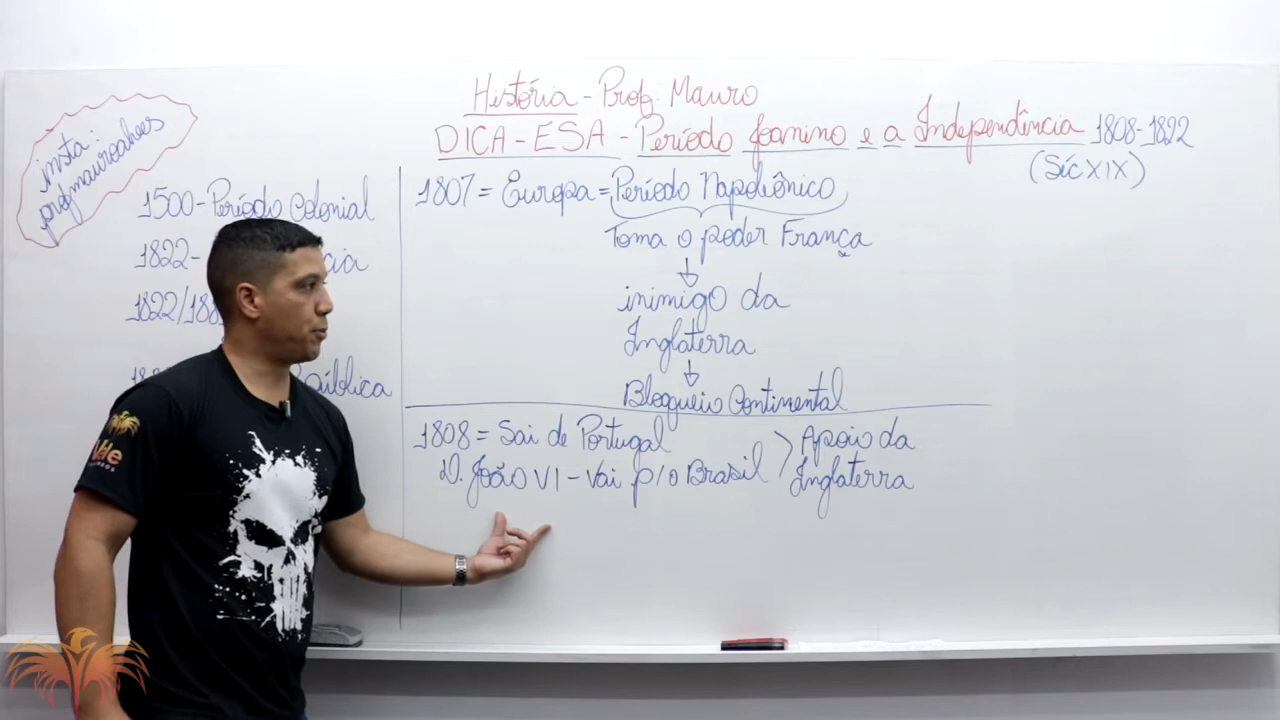 História - Prof. Mauro
DICA - ESA - Período Joanino e a Independência 1808-1822
(Séc XIX)
insta:
1500 - Período Colonial
1822 -
1822/
1807 = Europa = Período Napoleônico
Toma o poder França
inimigo da
Inglaterra
Bloqueio Continental
1808 = Sai de Portugal
D. João VI - Vai p/ o Brasil > Apoio da
Inglaterra